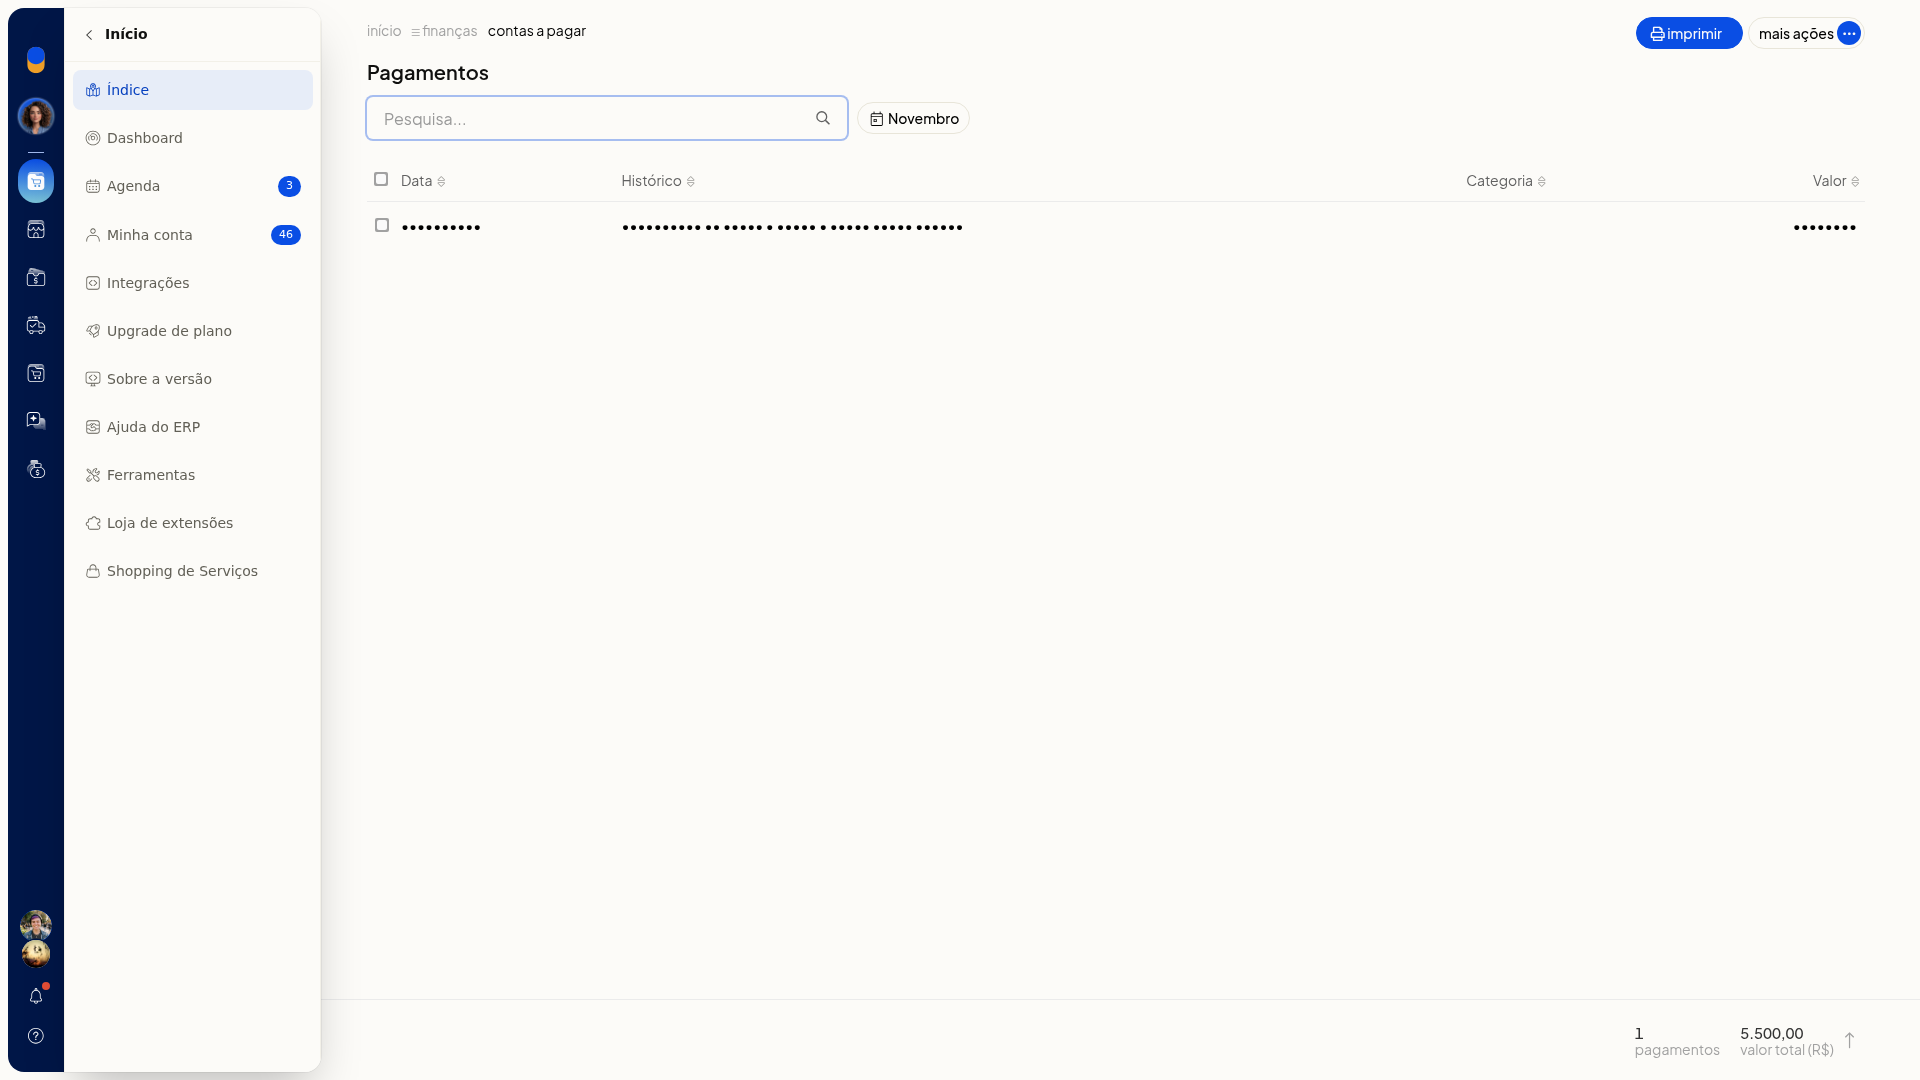 Início
Índice
Dashboard
Agenda 3
Minha conta 46
Integrações
Upgrade de plano
Sobre a versão
Ajuda do ERP
Ferramentas
Loja de extensões
Shopping de Serviços
início finanças contas a pagar
imprimir mais ações
Pagamentos
Pesquisa... Novembro
Data Histórico Categoria Valor
•••••••••• •••••••••• •• ••••• • ••••• • ••••• ••••• •••••• ••••••••
1 5.500,00
pagamentos valor total (R$)